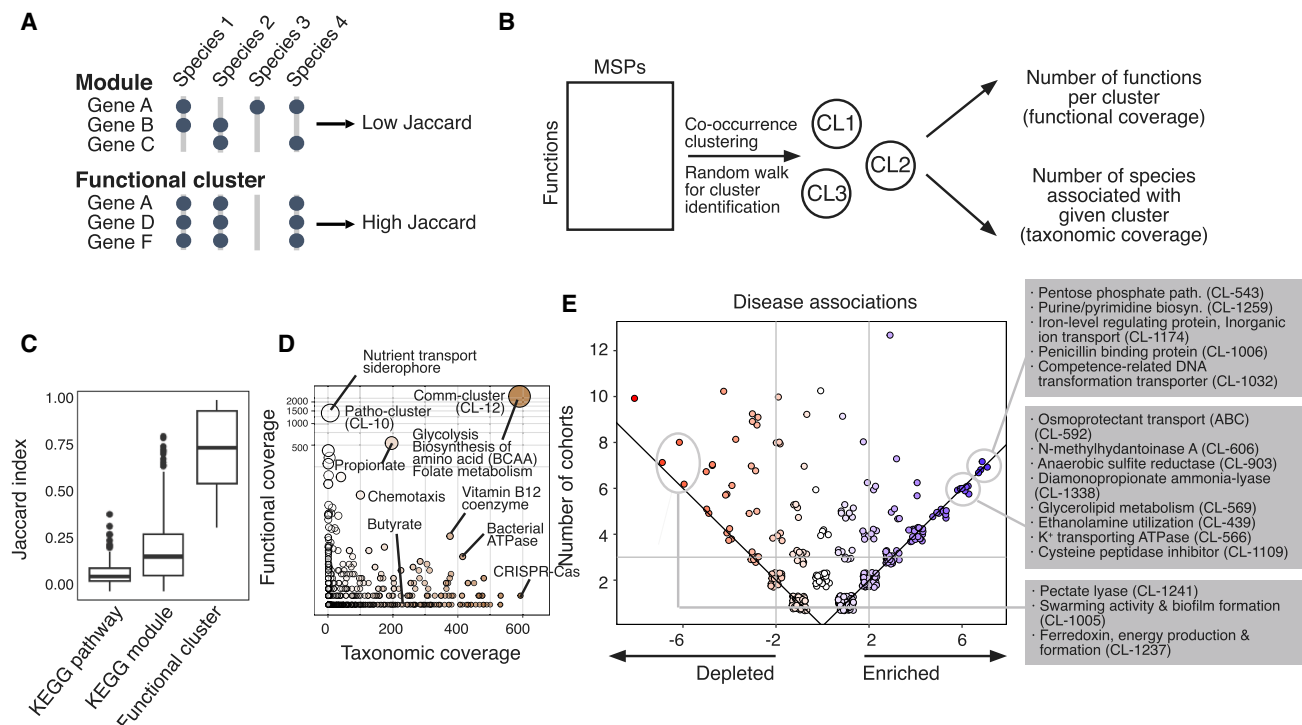 A
Species 1
Species 2
Species 3
Species 4
Module
Gene A
Gene B
Gene C
Low Jaccard
Functional cluster
Gene A
Gene D
Gene F
High Jaccard
B
MSPs
Functions
Co-occurrence
clustering
Random walk
for cluster
identification
CL1
CL2
CL3
Number of functions
per cluster
(functional coverage)
Number of species
associated with
given cluster
(taxonomic coverage)
C
Jaccard index
1.00
0.75
0.50
0.25
0.00
KEGG pathway
KEGG module
Functional cluster
D
Functional coverage
2000
1500
1000
500
Nutrient transport
siderophore
Patho-cluster
(CL-10)
Comm-cluster
(CL-12)
Glycolysis
Biosynthesis of
amino acid (BCAA)
Folate metabolism
Propionate
Chemotaxis
Vitamin B12
coenzyme
Butyrate
Bacterial
ATPase
CRISPR-Cas
0
200
400
600
Taxonomic coverage
E
Disease associations
Number of cohorts
12
10
8
6
4
2
-6
-2
2
6
Depleted
Enriched
· Pentose phosphate path. (CL-543)
· Purine/pyrimidine biosyn. (CL-1259)
· Iron-level regulating protein, Inorganic
ion transport (CL-1174)
· Penicillin binding protein (CL-1006)
· Competence-related DNA
transformation transporter (CL-1032)
· Osmoprotectant transport (ABC)
(CL-592)
· N-methylhydantoinase A (CL-606)
· Anaerobic sulfite reductase (CL-903)
· Diamonopropionate ammonia-lyase
(CL-1338)
· Glycerolipid metabolism (CL-569)
· Ethanolamine utilization (CL-439)
· K⁺ transporting ATPase (CL-566)
· Cysteine peptidase inhibitor (CL-1109)
· Pectate lyase (CL-1241)
· Swarming activity & biofilm formation
(CL-1005)
· Ferredoxin, energy production &
formation (CL-1237)